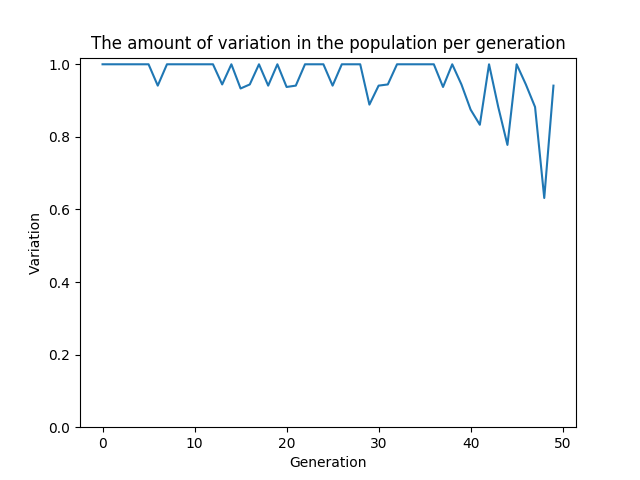 The amount of variation in the population per generation
1.0
0.8
0.6
0.4
0.2
0.0
Variation
0 10 20 30 40 50
Generation